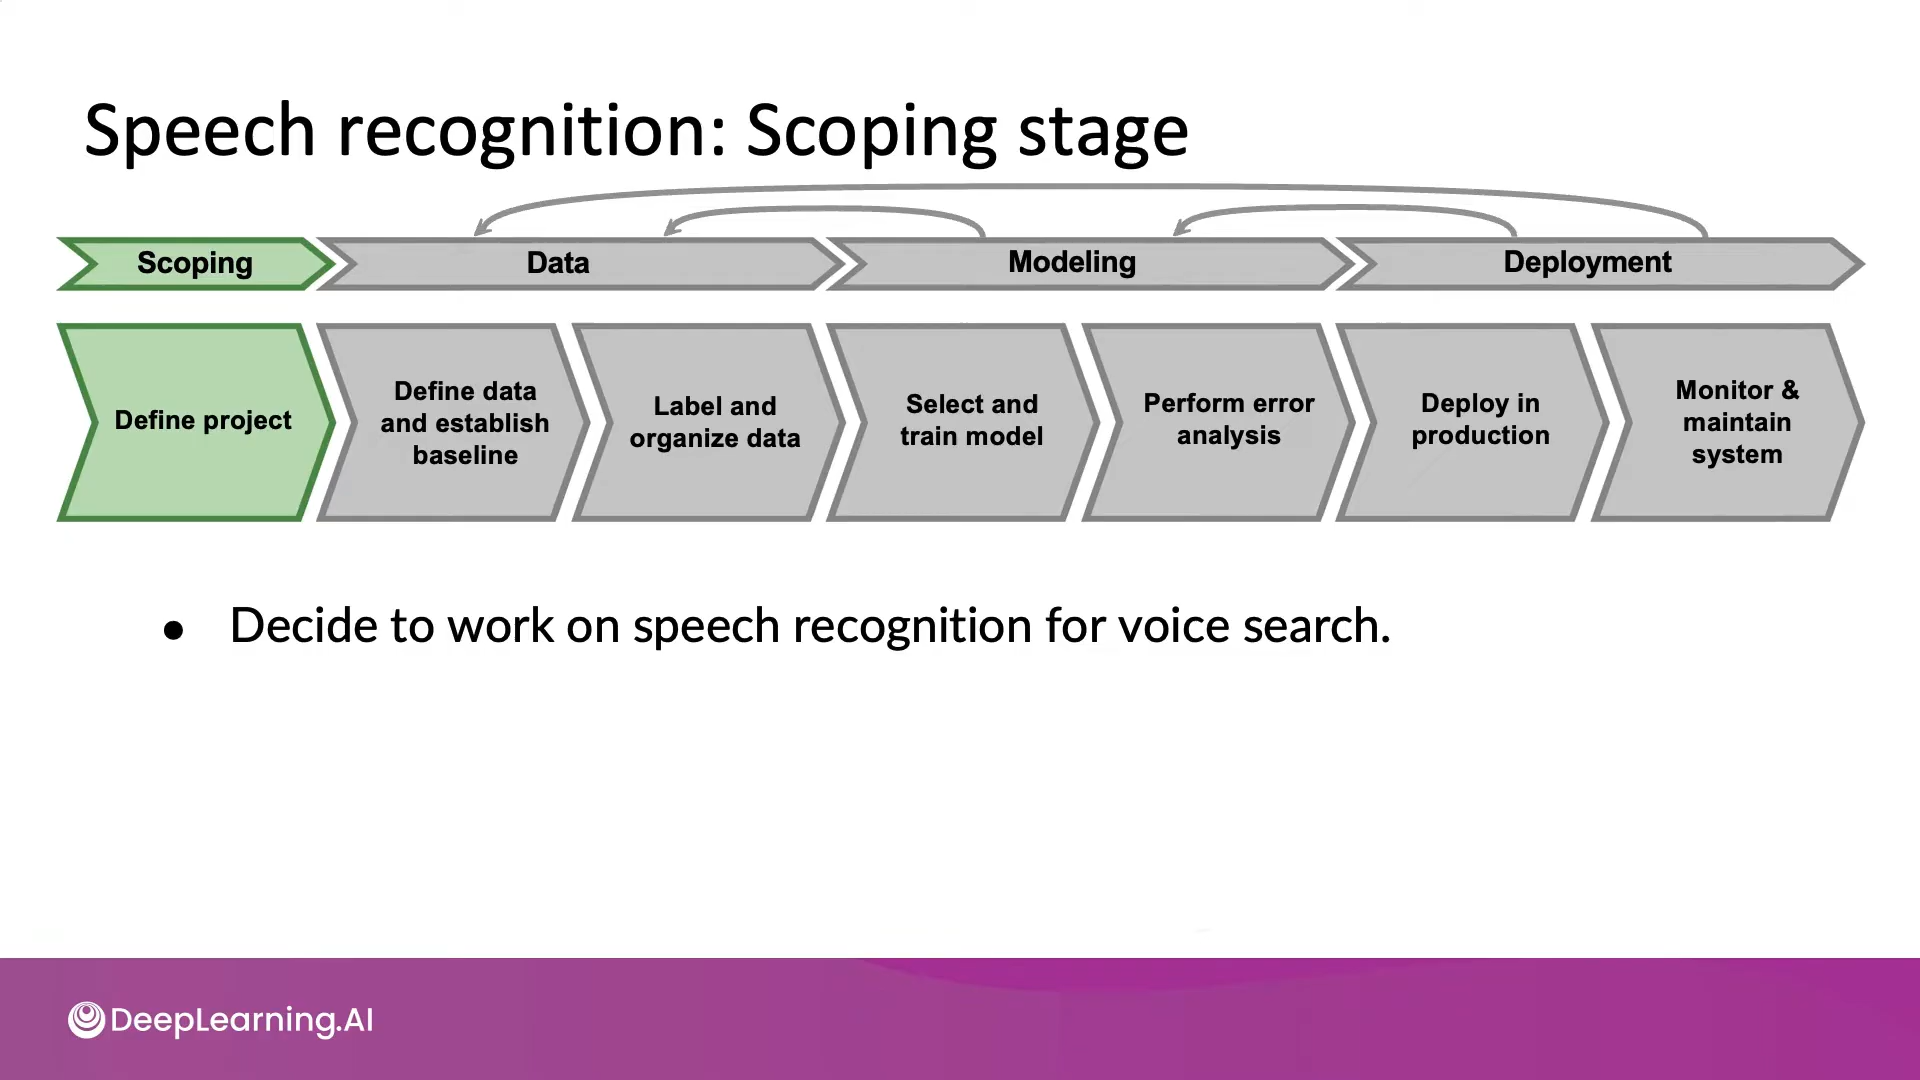 Speech recognition: Scoping stage
Scoping
Data
Modeling
Deployment
Define project
Define data
and establish
baseline
Label and
organize data
Select and
train model
Perform error
analysis
Deploy in
production
Monitor &
maintain
system
● Decide to work on speech recognition for voice search.
DeepLearning.AI